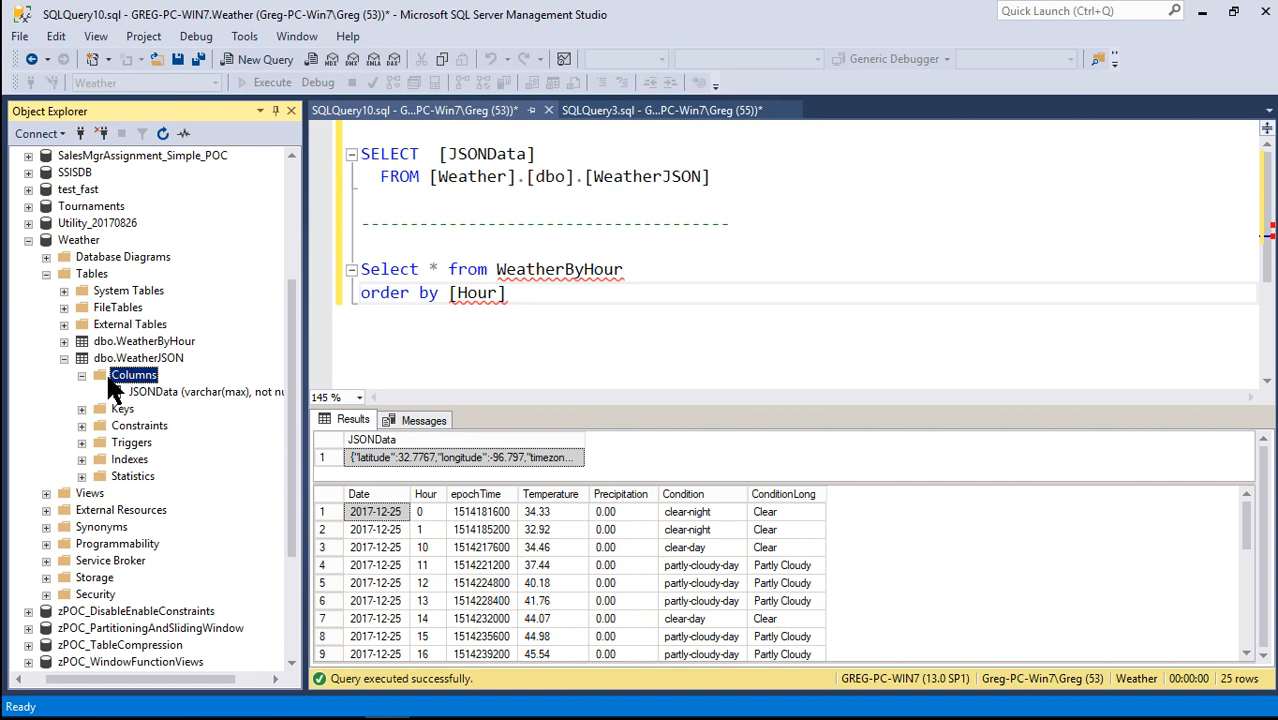 SQLQuery10.sql - GREG-PC-WIN7.Weather (Greg-PC-Win7\Greg (53))* - Microsoft SQL Server Management Studio
Quick Launch (Ctrl+Q)
File Edit View Project Debug Tools Window Help
New Query
MDX DMX XMLA DAX
Generic Debugger
Weather
Execute Debug
Object Explorer
SQLQuery10.sql - G...PC-Win7\Greg (53))*
SQLQuery3.sql - G...PC-Win7\Greg (55))*
Connect
SalesMgrAssignment_Simple_POC
SSISDB
test_fast
Tournaments
Utility_20170826
Weather
Database Diagrams
Tables
System Tables
FileTables
External Tables
dbo.WeatherByHour
dbo.WeatherJSON
Columns
JSONData (varchar(max), not nu
Keys
Constraints
Triggers
Indexes
Statistics
Views
External Resources
Synonyms
Programmability
Service Broker
Storage
Security
zPOC_DisableEnableConstraints
zPOC_PartitioningAndSlidingWindow
zPOC_TableCompression
zPOC_WindowFunctionViews
SELECT [JSONData]
FROM [Weather].[dbo].[WeatherJSON]
--------------------------------------
Select * from WeatherByHour
order by [Hour]
145 %
Results Messages
JSONData
1 {"latitude":32.7767,"longitude":-96.797,"timezon...
Date Hour epochTime Temperature Precipitation Condition ConditionLong
1 2017-12-25 0 1514181600 34.33 0.00 clear-night Clear
2 2017-12-25 1 1514185200 32.92 0.00 clear-night Clear
3 2017-12-25 10 1514217600 34.46 0.00 clear-day Clear
4 2017-12-25 11 1514221200 37.44 0.00 partly-cloudy-day Partly Cloudy
5 2017-12-25 12 1514224800 40.18 0.00 partly-cloudy-day Partly Cloudy
6 2017-12-25 13 1514228400 41.76 0.00 partly-cloudy-day Partly Cloudy
7 2017-12-25 14 1514232000 44.07 0.00 clear-day Clear
8 2017-12-25 15 1514235600 44.98 0.00 partly-cloudy-day Partly Cloudy
9 2017-12-25 16 1514239200 45.54 0.00 partly-cloudy-day Partly Cloudy
Query executed successfully.
GREG-PC-WIN7 (13.0 SP1) Greg-PC-Win7\Greg (53) Weather 00:00:00 25 rows
Ready